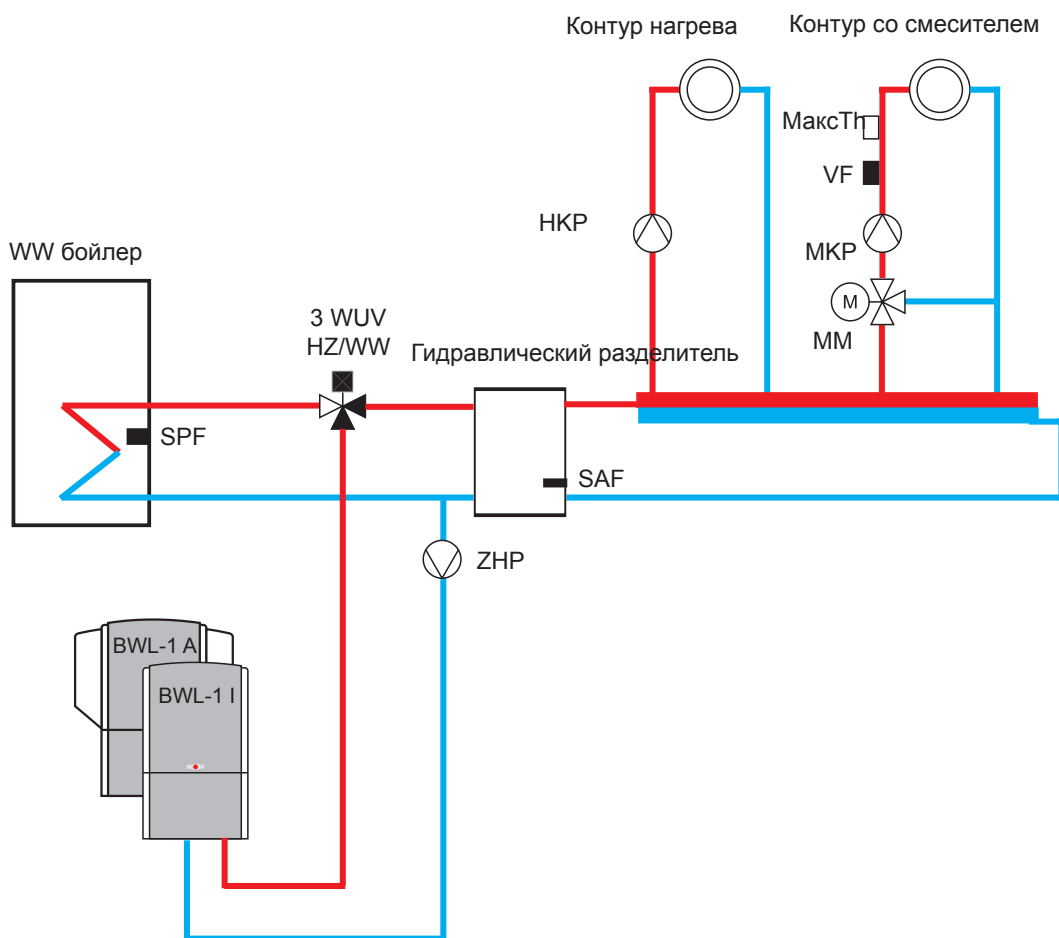 Контур нагрева
Контур со смесителем
МаксTh
VF
HKP
MKP
WW бойлер
M
3 WUV
HZ/WW
MM
Гидравлический разделитель
SPF
SAF
ZHP
BWL-1 A
BWL-1 I